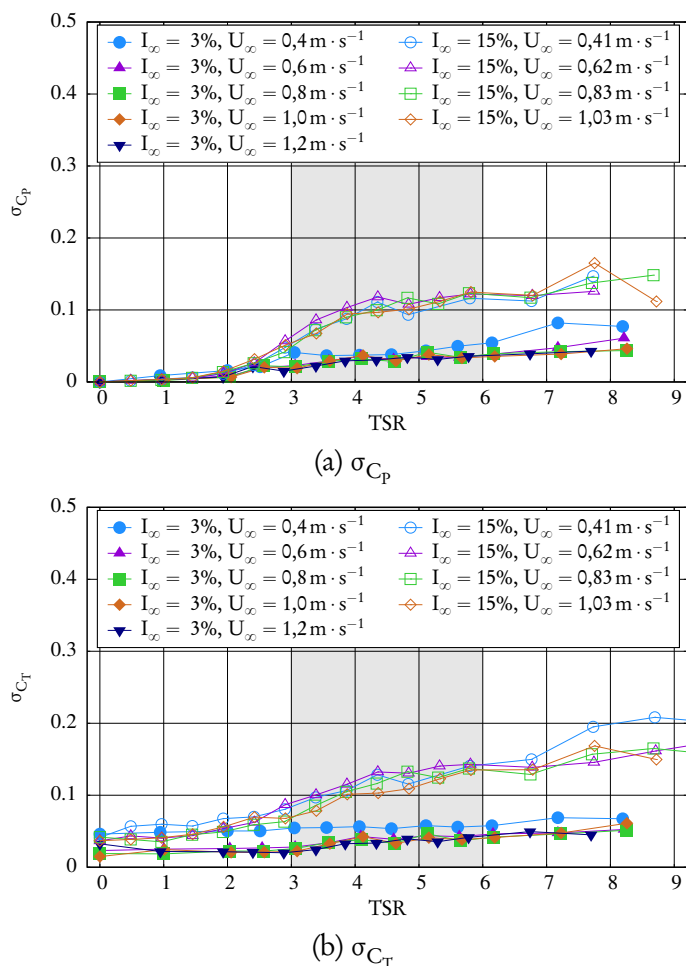 0.5
I∞ = 3%, U∞ = 0,4 m · s⁻¹ I∞ = 15%, U∞ = 0,41 m · s⁻¹
I∞ = 3%, U∞ = 0,6 m · s⁻¹ I∞ = 15%, U∞ = 0,62 m · s⁻¹
0.4
I∞ = 3%, U∞ = 0,8 m · s⁻¹ I∞ = 15%, U∞ = 0,83 m · s⁻¹
I∞ = 3%, U∞ = 1,0 m · s⁻¹ I∞ = 15%, U∞ = 1,03 m · s⁻¹
I∞ = 3%, U∞ = 1,2 m · s⁻¹
0.3
σ_{C_P}
0.2
0.1
0
0 1 2 3 4 5 6 7 8 9
TSR
(a) σ_{C_P}
0.5
I∞ = 3%, U∞ = 0,4 m · s⁻¹ I∞ = 15%, U∞ = 0,41 m · s⁻¹
I∞ = 3%, U∞ = 0,6 m · s⁻¹ I∞ = 15%, U∞ = 0,62 m · s⁻¹
0.4
I∞ = 3%, U∞ = 0,8 m · s⁻¹ I∞ = 15%, U∞ = 0,83 m · s⁻¹
I∞ = 3%, U∞ = 1,0 m · s⁻¹ I∞ = 15%, U∞ = 1,03 m · s⁻¹
I∞ = 3%, U∞ = 1,2 m · s⁻¹
0.3
σ_{C_T}
0.2
0.1
0
0 1 2 3 4 5 6 7 8 9
TSR
(b) σ_{C_T}